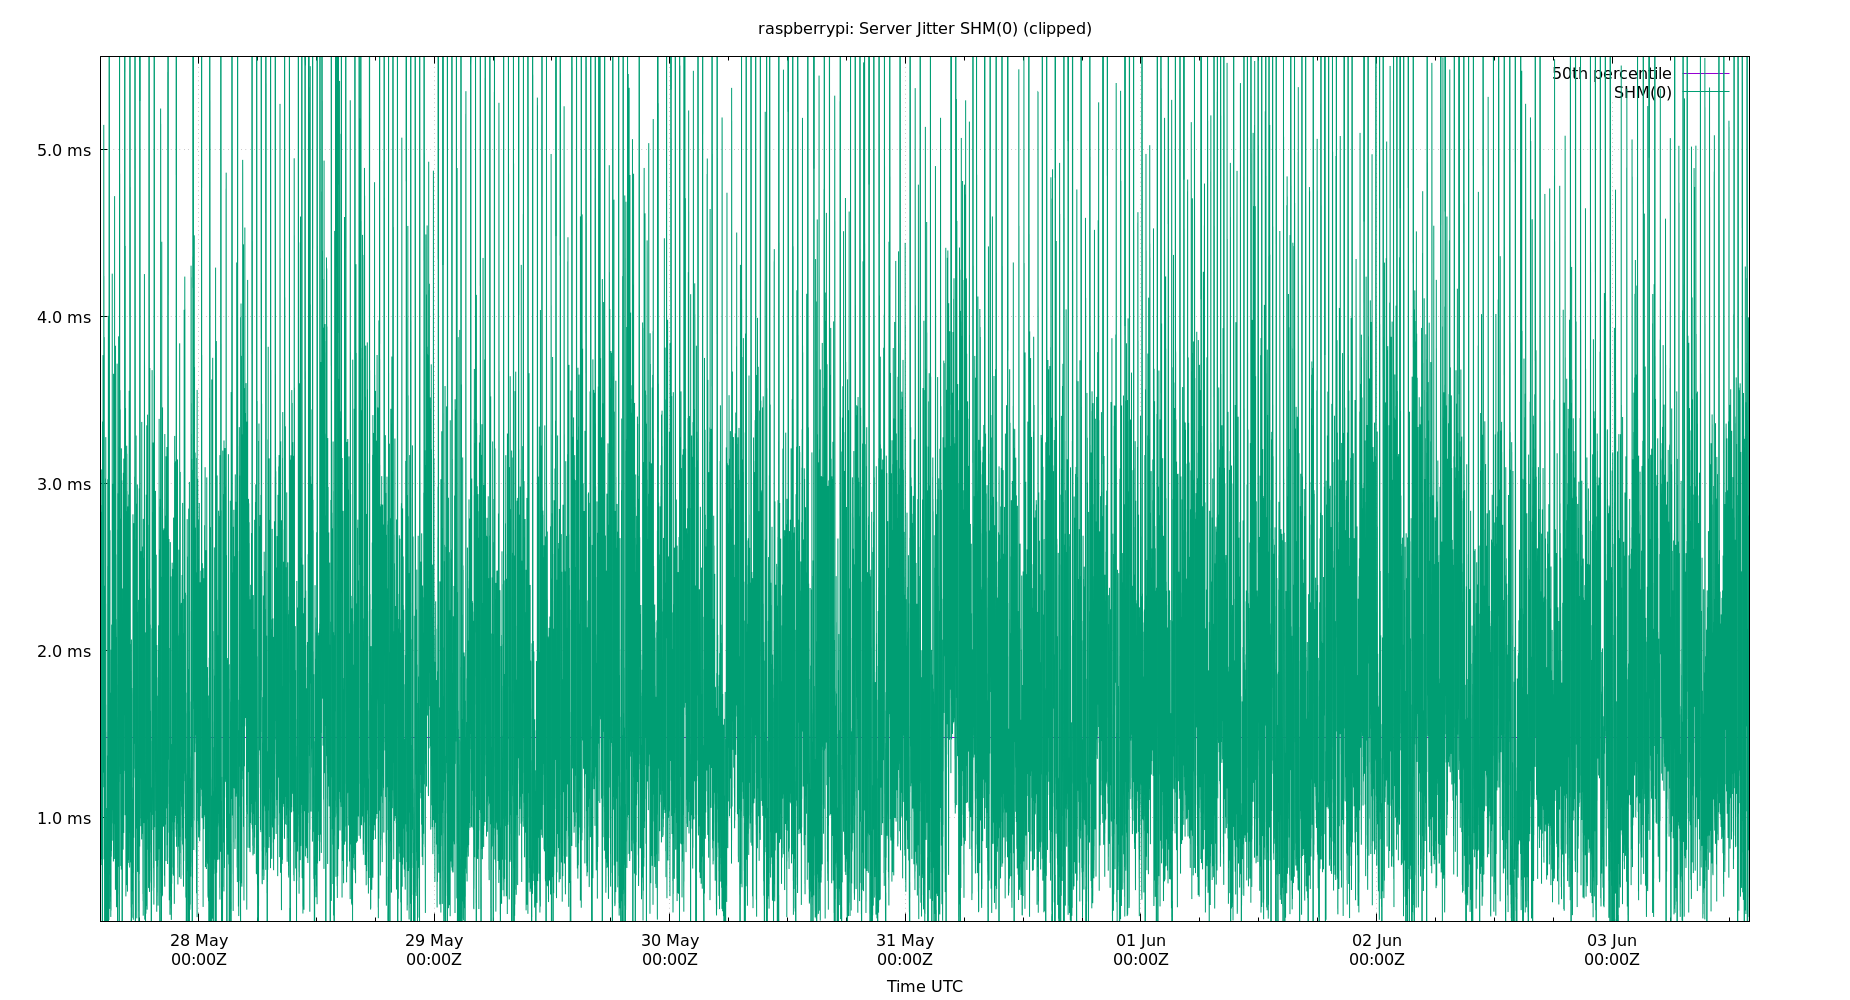 raspberrypi: Server Jitter SHM(0) (clipped)
50th percentile
SHM(0)
5.0 ms
4.0 ms
3.0 ms
2.0 ms
1.0 ms
28 May 29 May 30 May 31 May 01 Jun 02 Jun 03 Jun
00:00Z 00:00Z 00:00Z 00:00Z 00:00Z 00:00Z 00:00Z
Time UTC